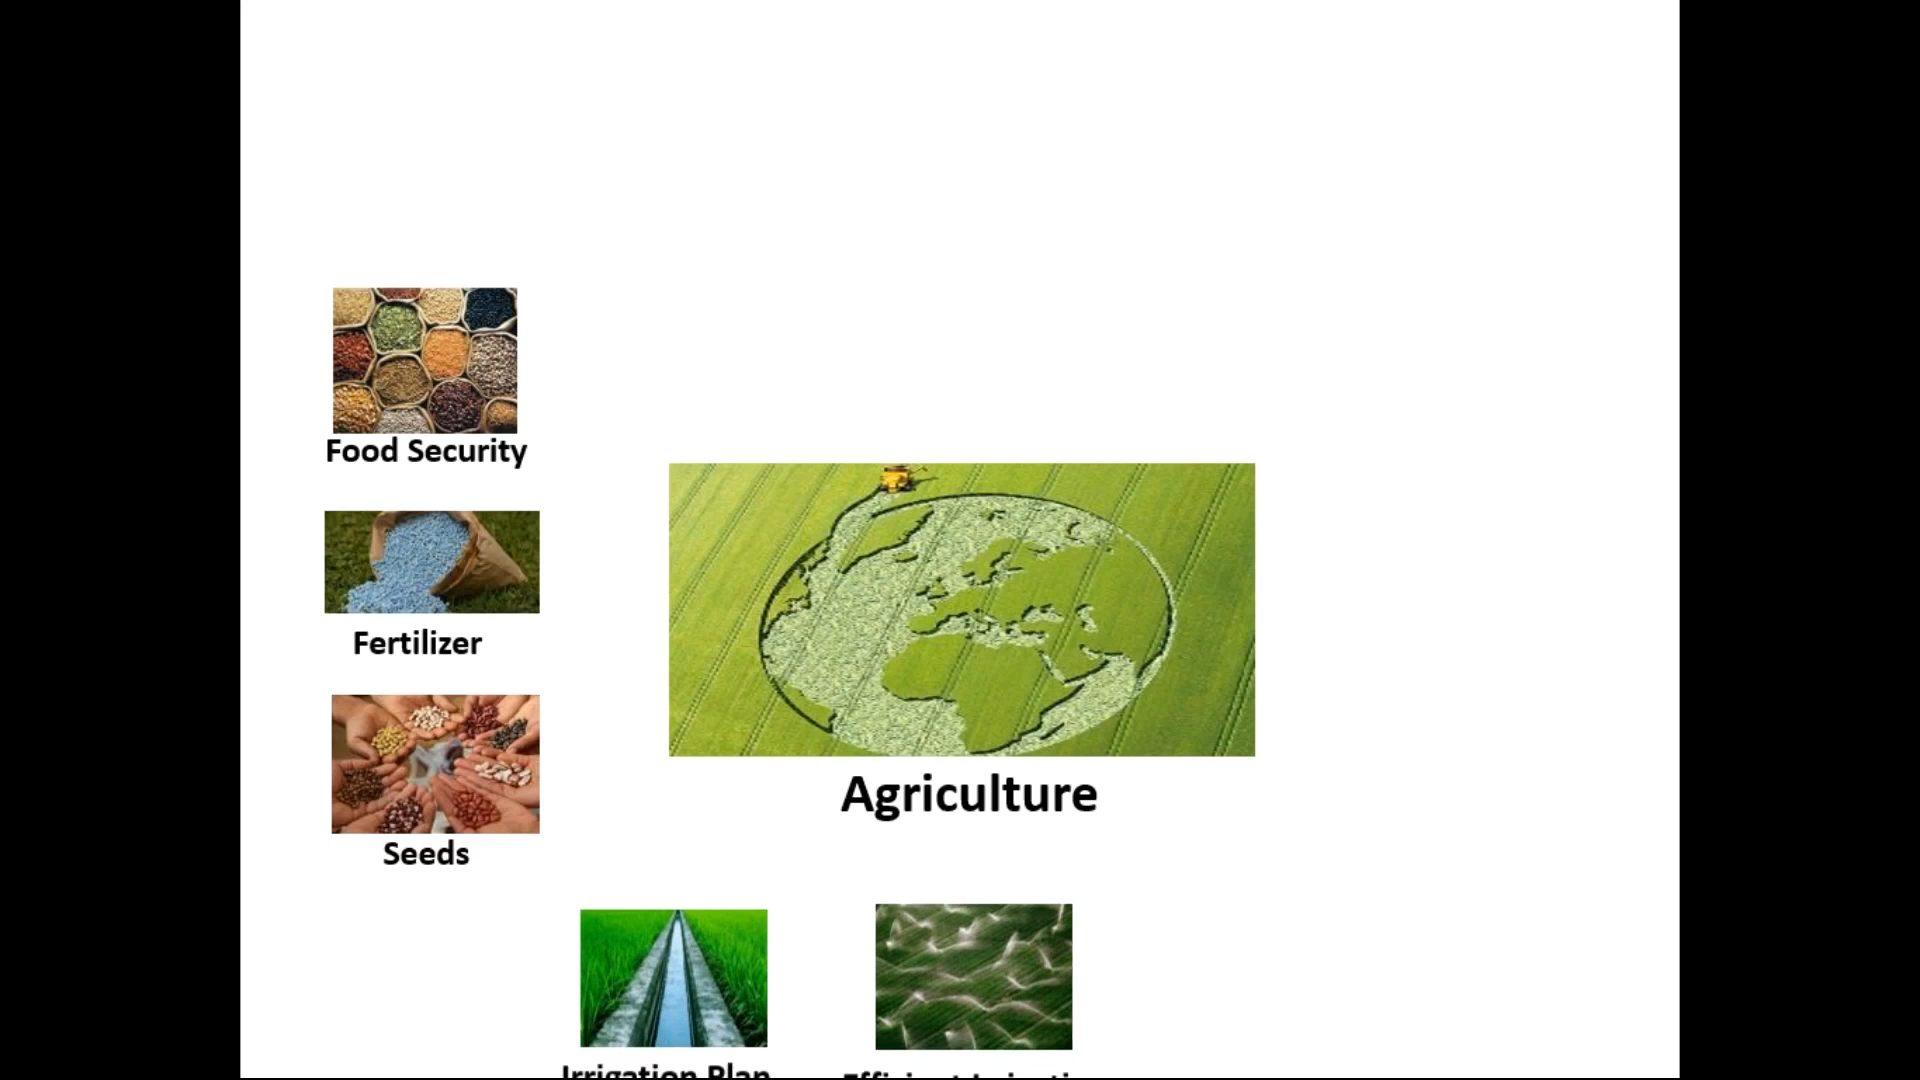 Food Security
Fertilizer
Agriculture
Seeds
Irrigation Plan